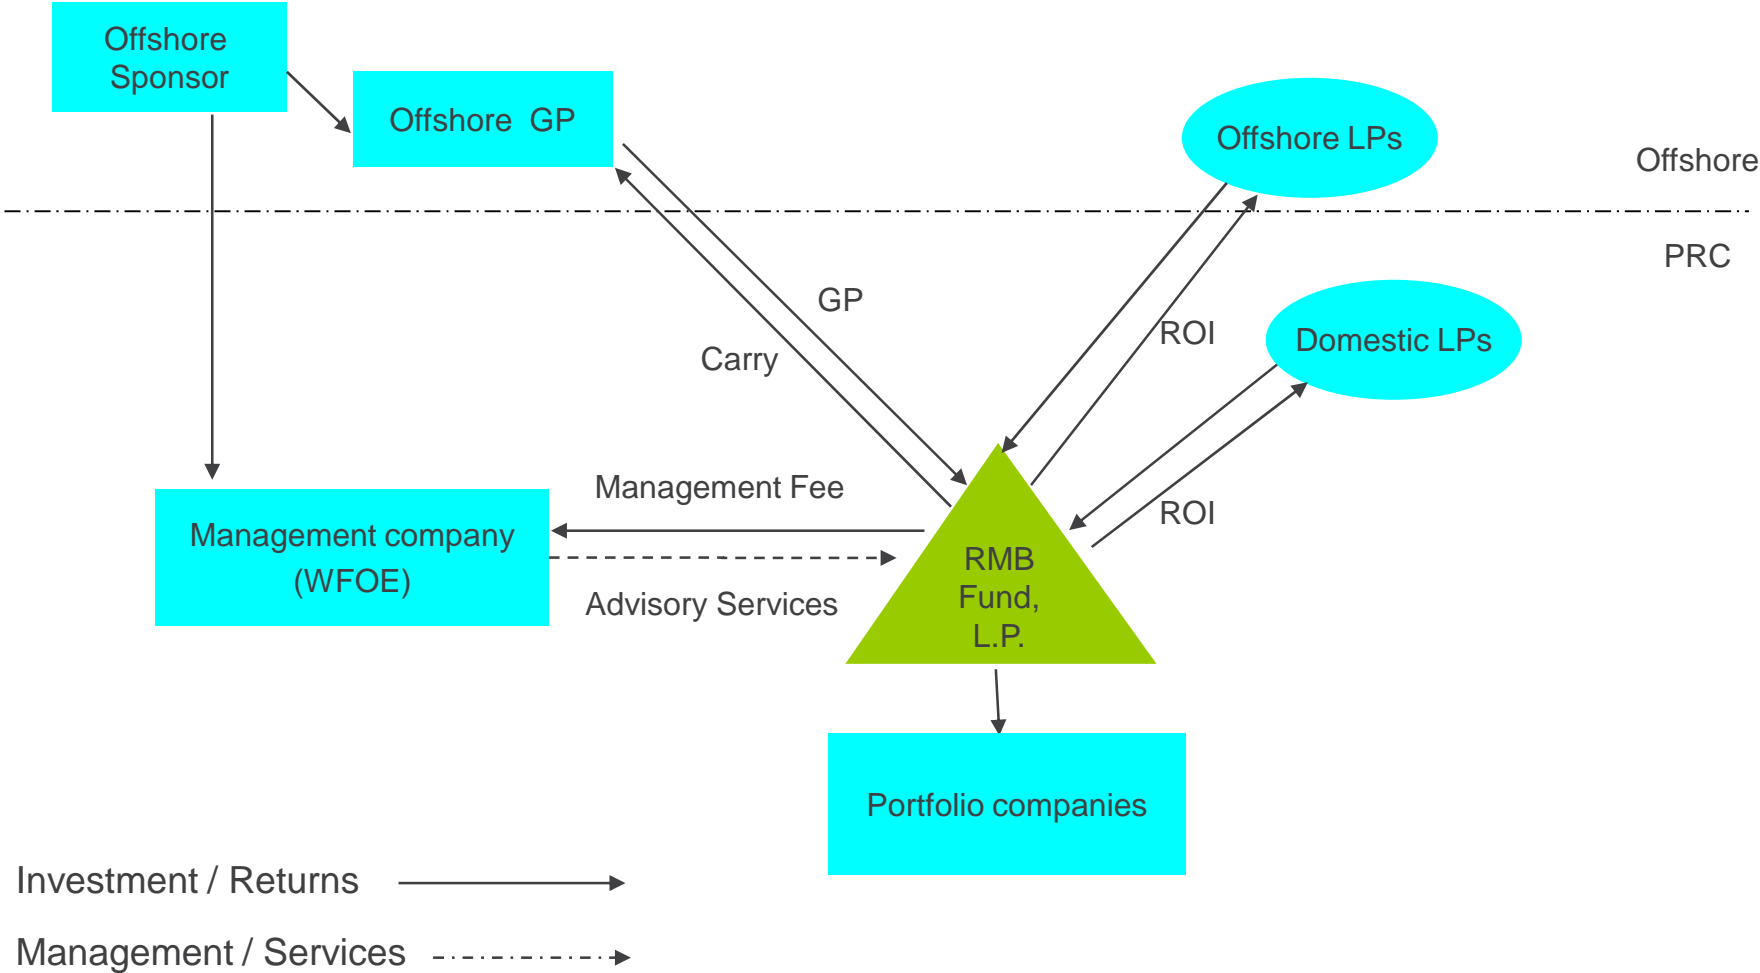 Offshore
Sponsor
Offshore GP
Offshore LPs
Offshore
PRC
GP
ROI
Domestic LPs
Carry
Management Fee
ROI
Management company
(WFOE)
Advisory Services
RMB
Fund,
L.P.
Portfolio companies
Investment / Returns
Management / Services